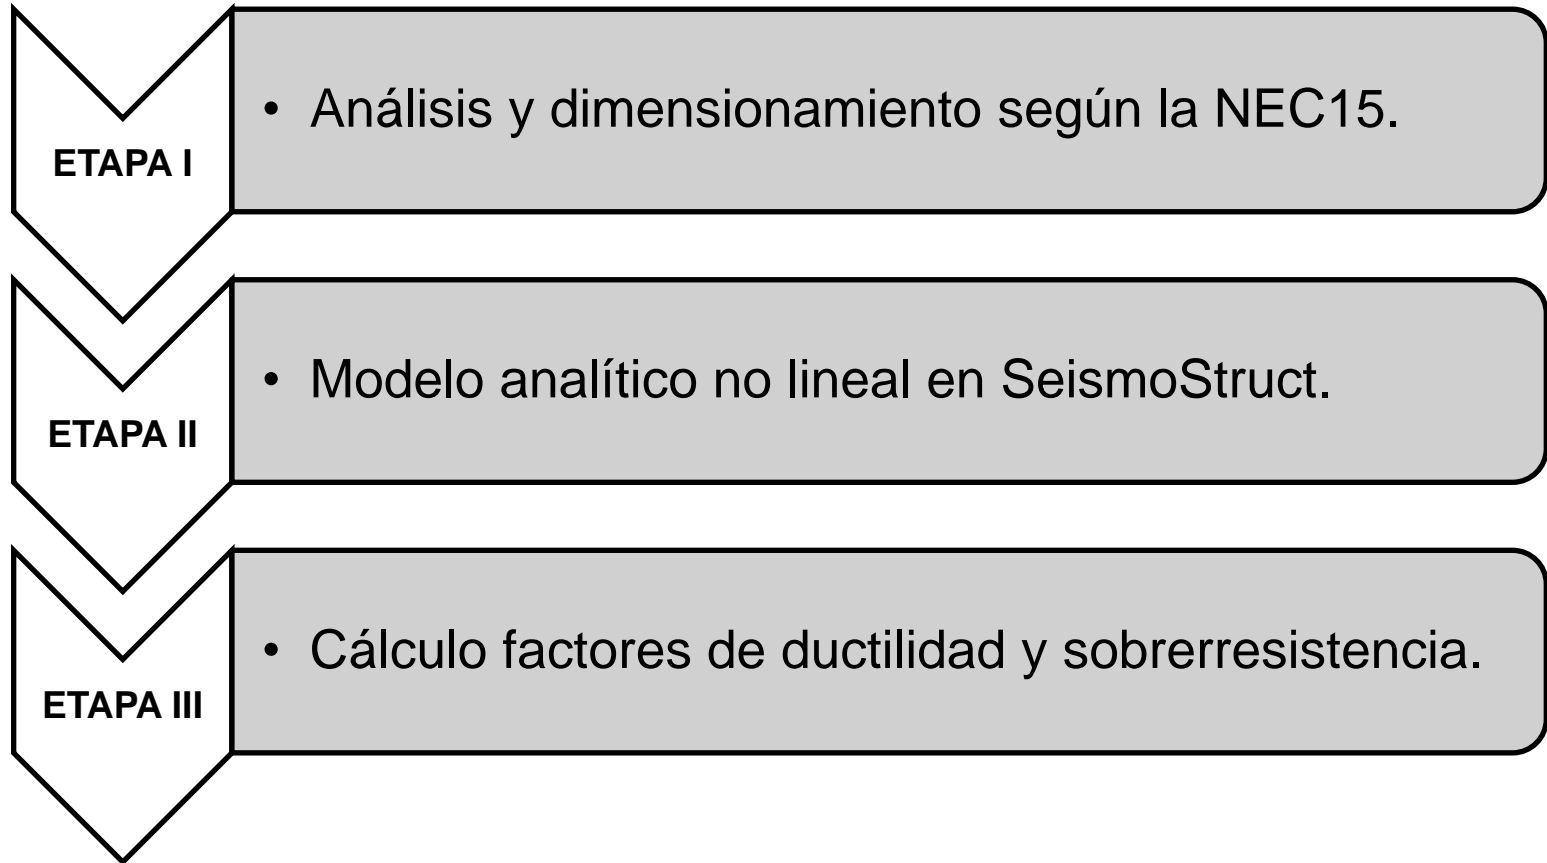 ETAPA I
• Análisis y dimensionamiento según la NEC15.
ETAPA II
• Modelo analítico no lineal en SeismoStruct.
ETAPA III
• Cálculo factores de ductilidad y sobrerresistencia.